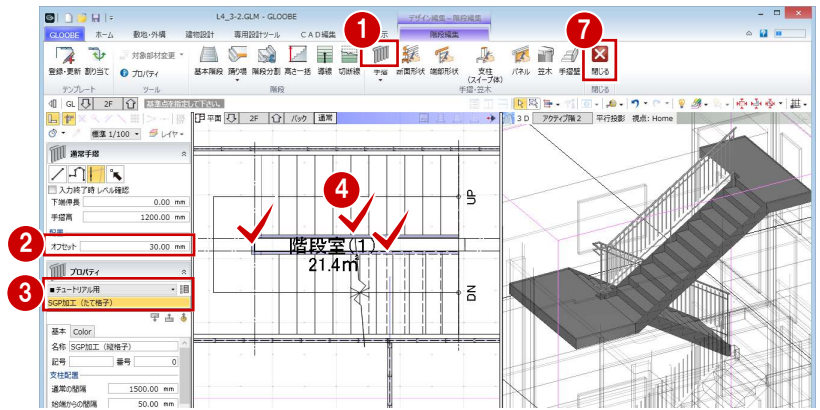 L4_3-2.GLM - GLOOBE
デザイン編集 - 階段編集
GLOOBE ホーム 敷地・外構 建物設計 専用設計ツール CAD編集 示 階段編集
登録・更新 割り当て 対象部材変更
プロパティ
基本階段 踊り場 階段分割 高さ一括 導線 切断線 手摺 断面形状 端部形状 支柱 パネル 笠木 手摺壁 閉じる
(スイープ体)
テンプレート ツール 階段 手摺・笠木 閉じる
1
7
GL 2F 基準点を指定して下さい。
標準 1/100 レイヤー
平面 2F バック 通常
3D アクティブ階2 平行投影 視点: Home
通常手摺
入力終了時 レベル確認
下端伸長 0.00 mm
手摺高 1200.00 mm
配置
2
オフセット 30.00 mm
プロパティ
3
■チュートリアル用
SGP加工（たて格子）
基本 Color
名称 SGP加工（縦格子）
記号 番号 0
支柱配置
通常の間隔 1500.00 mm
始端からの間隔 50.00 mm
4
UP
階段室(1)
21.4㎡
DN